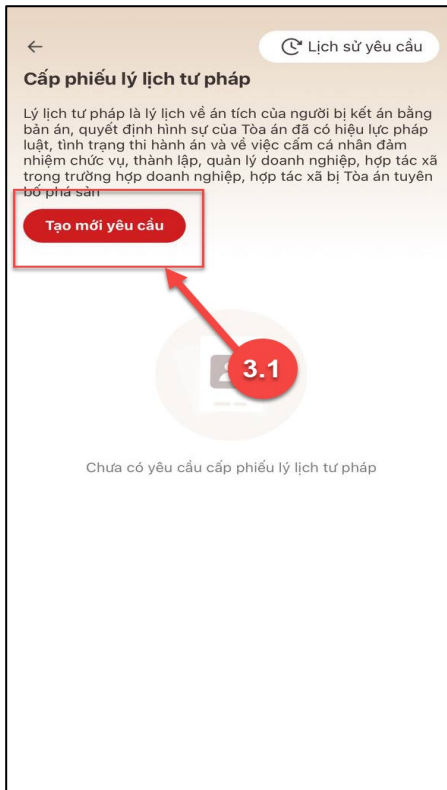 Lịch sử yêu cầu
Cấp phiếu lý lịch tư pháp
Lý lịch tư pháp là lý lịch về án tích của người bị kết án bằng
bản án, quyết định hình sự của Tòa án đã có hiệu lực pháp
luật, tình trạng thi hành án và về việc cấm cá nhân đảm
nhiệm chức vụ, thành lập, quản lý doanh nghiệp, hợp tác xã
trong trường hợp doanh nghiệp, hợp tác xã bị Tòa án tuyên
bố phá sản
Tạo mới yêu cầu
3.1
Chưa có yêu cầu cấp phiếu lý lịch tư pháp